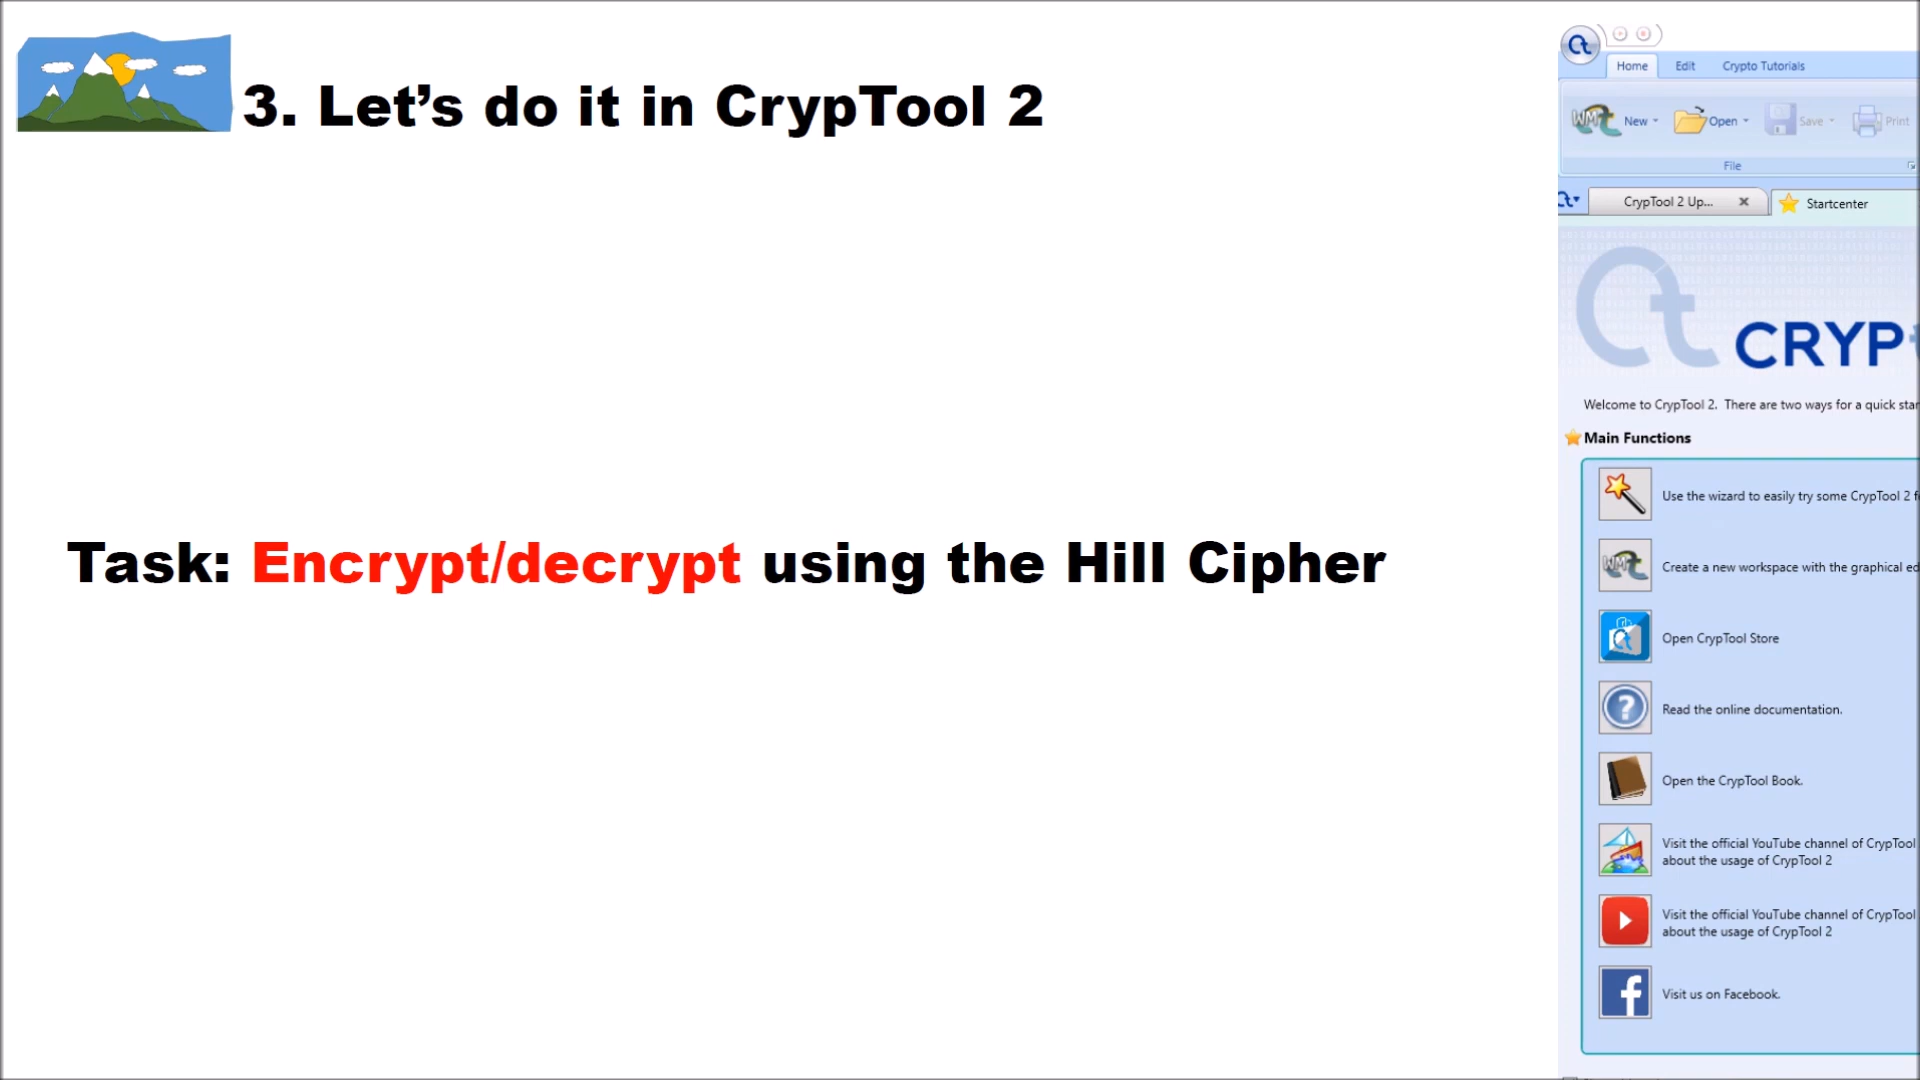 3. Let's do it in CrypTool 2
Task: Encrypt/decrypt using the Hill Cipher
Home Edit Crypto Tutorials
New Open Save Print
File
CrypTool 2 Up... Startcenter
CRYP
Welcome to CrypTool 2. There are two ways for a quick star
Main Functions
Use the wizard to easily try some CrypTool 2 f
Create a new workspace with the graphical ed
Open CrypTool Store
Read the online documentation.
Open the CrypTool Book.
Visit the official YouTube channel of CrypTool
about the usage of CrypTool 2
Visit the official YouTube channel of CrypTool
about the usage of CrypTool 2
Visit us on Facebook.